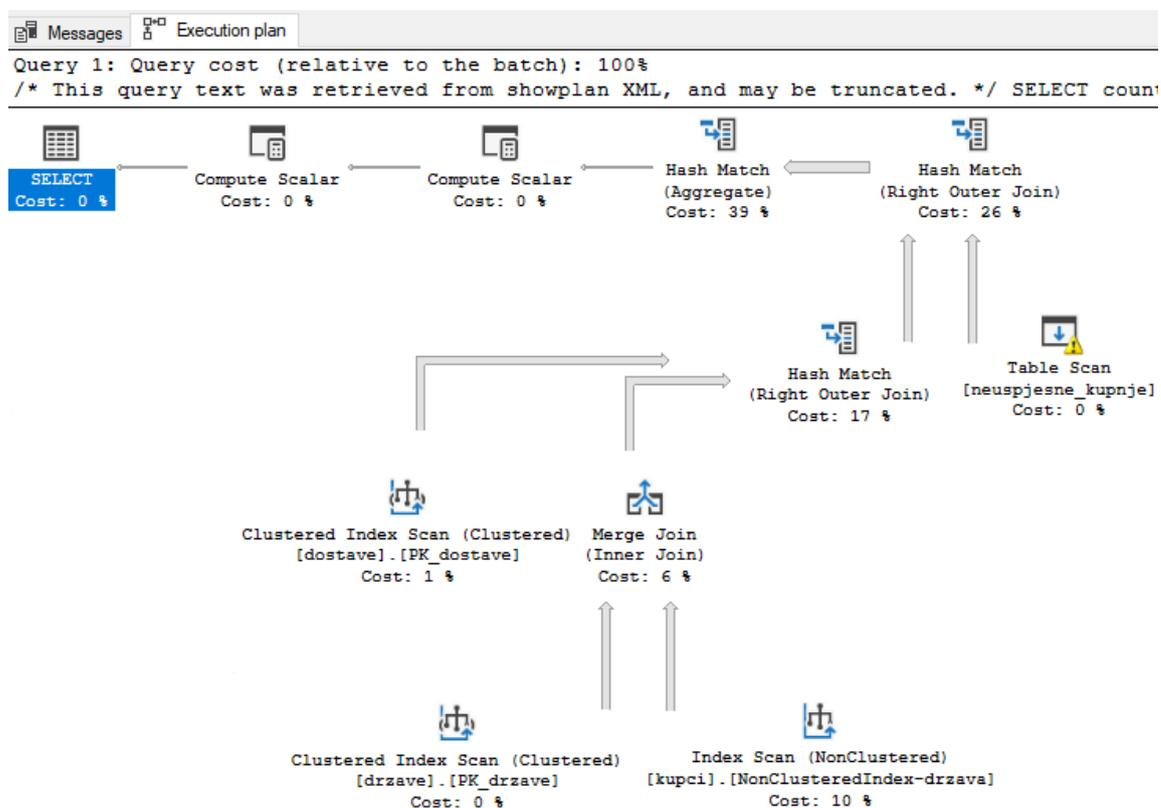 Messages
Execution plan
Query 1: Query cost (relative to the batch): 100%
/* This query text was retrieved from showplan XML, and may be truncated. */ SELECT count
SELECT
Cost: 0 %
Compute Scalar
Cost: 0 %
Compute Scalar
Cost: 0 %
Hash Match
(Aggregate)
Cost: 39 %
Hash Match
(Right Outer Join)
Cost: 26 %
Hash Match
(Right Outer Join)
Cost: 17 %
Table Scan
[neuspjesne_kupnje]
Cost: 0 %
Clustered Index Scan (Clustered)
[dostave].[PK_dostave]
Cost: 1 %
Merge Join
(Inner Join)
Cost: 6 %
Clustered Index Scan (Clustered)
[drzave].[PK_drzave]
Cost: 0 %
Index Scan (NonClustered)
[kupci].[NonClusteredIndex-drzava]
Cost: 10 %